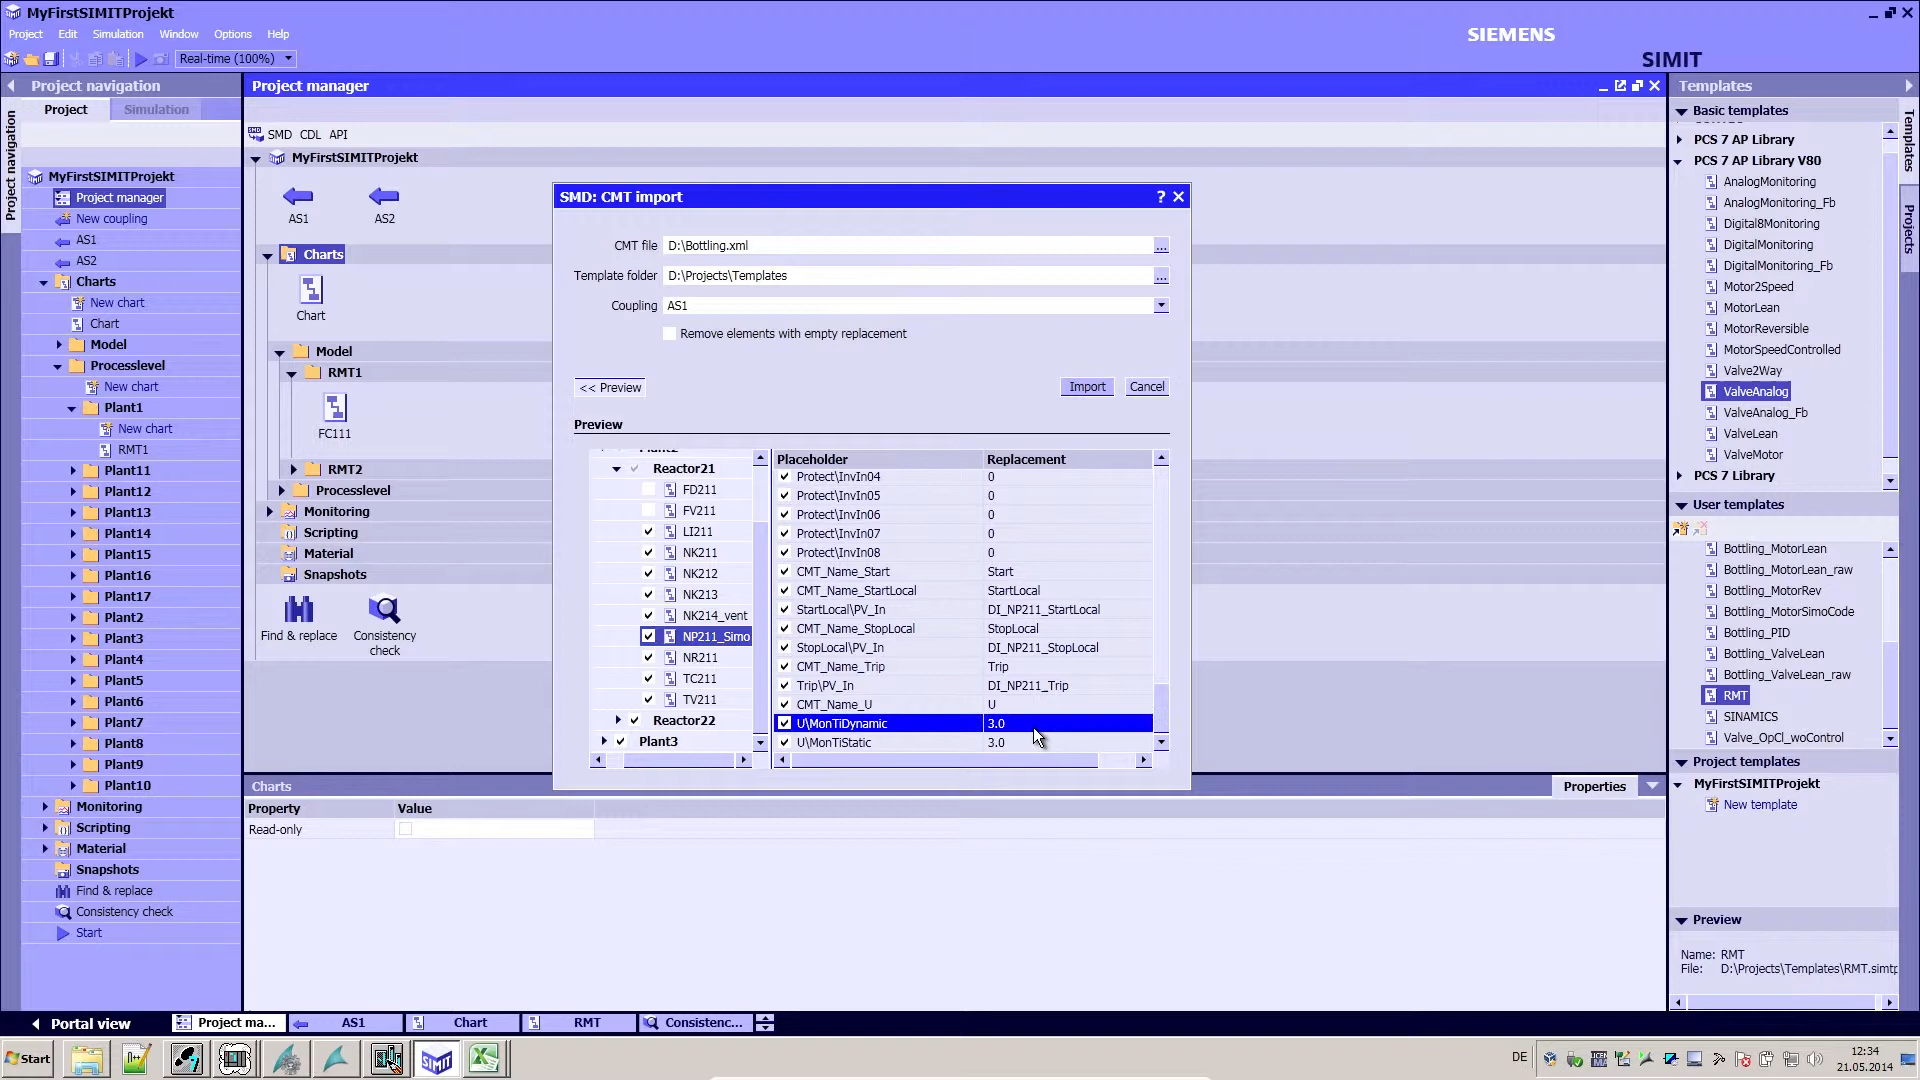 MyFirstSIMITProjekt
Project Edit Simulation Window Options Help
SIEMENS
SIMIT
Real-time (100%)
Project navigation
Project Simulation
Project navigation
MyFirstSIMITProjekt
Project manager
New coupling
AS1
AS2
Charts
New chart
Chart
Model
Processlevel
New chart
Plant1
New chart
RMT1
Plant11
Plant12
Plant13
Plant14
Plant15
Plant16
Plant17
Plant2
Plant3
Plant4
Plant5
Plant6
Plant7
Plant8
Plant9
Plant10
Monitoring
Scripting
Material
Snapshots
Find & replace
Consistency check
Start
Project manager
SMD CDL API
MyFirstSIMITProjekt
AS1 AS2
Charts
Chart
Model
RMT1
FC111
RMT2
Processlevel
Monitoring
Scripting
Material
Snapshots
Find & replace
Consistency
check
SMD: CMT import
CMT file D:\Bottling.xml ...
Template folder D:\Projects\Templates ...
Coupling AS1
Remove elements with empty replacement
<< Preview Import Cancel
Preview
Reactor21
FD211
FV211
LI211
NK211
NK212
NK213
NK214_vent
NP211_Simo
NR211
TC211
TV211
Reactor22
Plant3
Placeholder Replacement
Protect\InvIn04 0
Protect\InvIn05 0
Protect\InvIn06 0
Protect\InvIn07 0
Protect\InvIn08 0
CMT_Name_Start Start
CMT_Name_StartLocal StartLocal
StartLocal\PV_In DI_NP211_StartLocal
CMT_Name_StopLocal StopLocal
StopLocal\PV_In DI_NP211_StopLocal
CMT_Name_Trip Trip
Trip\PV_In DI_NP211_Trip
CMT_Name_U U
U\MonTiDynamic 3.0
U\MonTiStatic 3.0
Charts
Properties
Property Value
Read-only
Templates
Basic templates
PCS 7 AP Library
PCS 7 AP Library V80
AnalogMonitoring
AnalogMonitoring_Fb
Digital8Monitoring
DigitalMonitoring
DigitalMonitoring_Fb
Motor2Speed
MotorLean
MotorReversible
MotorSpeedControlled
Valve2Way
ValveAnalog
ValveAnalog_Fb
ValveLean
ValveMotor
PCS 7 Library
User templates
Bottling_MotorLean
Bottling_MotorLean_raw
Bottling_MotorRev
Bottling_MotorSimoCode
Bottling_PID
Bottling_ValveLean
Bottling_ValveLean_raw
RMT
SINAMICS
Valve_OpCl_woControl
Project templates
MyFirstSIMITProjekt
New template
Preview
Name: RMT
File: D:\Projects\Templates\RMT.simtp
Templates
Projects
Portal view Project ma... AS1 Chart RMT Consistenc...
Start
SIMIT
DE
12:34
21.05.2014